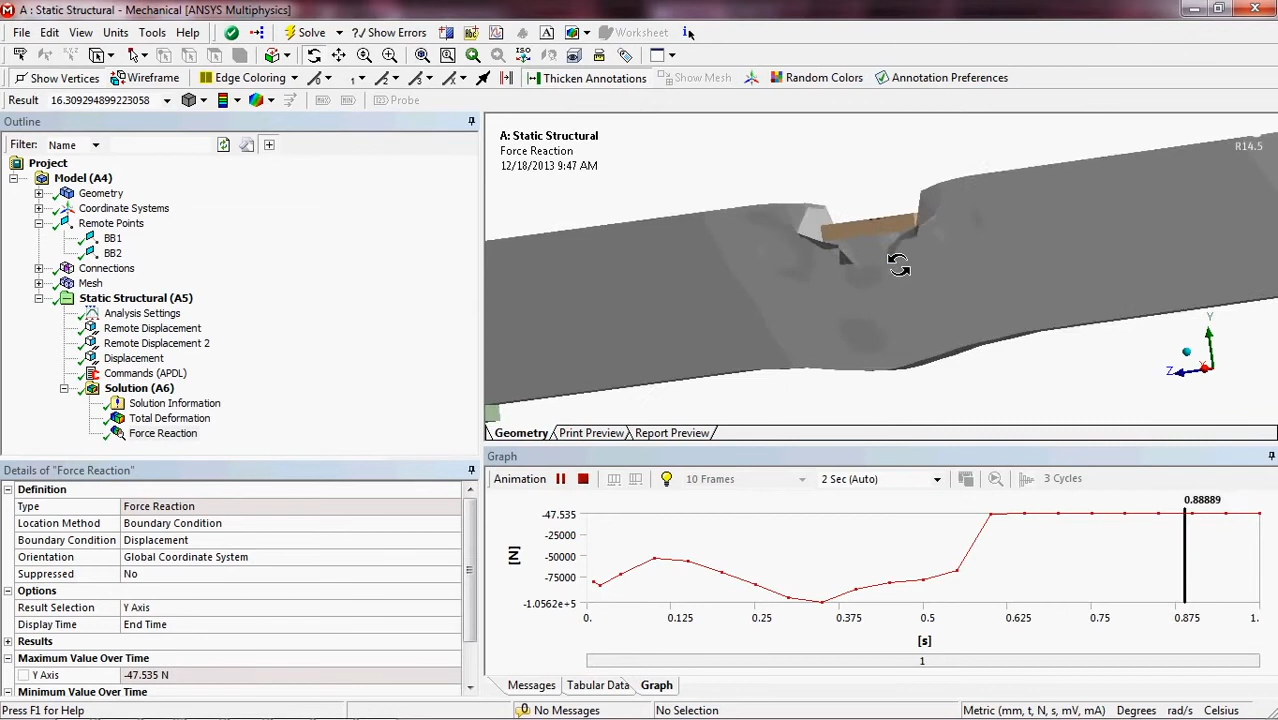 A : Static Structural - Mechanical [ANSYS Multiphysics]
File Edit View Units Tools Help Solve Show Errors A Worksheet
Show Vertices Wireframe Edge Coloring Thicken Annotations Show Mesh Random Colors Annotation Preferences
Result 16.309294899223058 MAX MIN Probe
Outline
Filter: Name
Project
Model (A4)
Geometry
Coordinate Systems
Remote Points
BB1
BB2
Connections
Mesh
Static Structural (A5)
Analysis Settings
Remote Displacement
Remote Displacement 2
Displacement
Commands (APDL)
Solution (A6)
Solution Information
Total Deformation
Force Reaction
Details of "Force Reaction"
Definition
Type Force Reaction
Location Method Boundary Condition
Boundary Condition Displacement
Orientation Global Coordinate System
Suppressed No
Options
Result Selection Y Axis
Display Time End Time
Results
Maximum Value Over Time
Y Axis -47.535 N
Minimum Value Over Time
A: Static Structural
Force Reaction
12/18/2013 9:47 AM
R14.5
Y
Z
X
Geometry Print Preview Report Preview
Graph
Animation 10 Frames 2 Sec (Auto) 3 Cycles
0.88889
-47.535
-25000
-50000
-75000
-1.0562e+5
[N]
0. 0.125 0.25 0.375 0.5 0.625 0.75 0.875 1.
[s]
1
Messages Tabular Data Graph
Press F1 for Help No Messages No Selection Metric (mm, t, N, s, mV, mA) Degrees rad/s Celsius